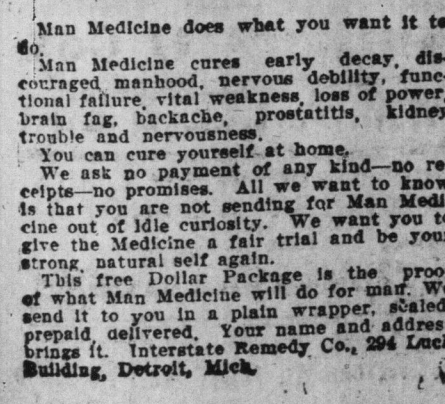 Man Medicine does what you want it to
do.
Man Medicine cures early decay, dis-
couraged manhood, nervous debility, func-
tional failure, vital weakness, loss of power,
brain fag, backache, prostatitis, kidney
trouble and nervousness.
You can cure yourself at home.
We ask no payment of any kind—no re-
ceipts—no promises. All we want to know
is that you are not sending for Man Medi-
cine out of idle curiosity. We want you to
give the Medicine a fair trial and be your
strong, natural self again.
This free Dollar Package is the proo
of what Man Medicine will do for man. We
send it to you in a plain wrapper, sealed
prepaid, delivered. Your name and addres
brings it. Interstate Remedy Co., 294 Luc
Building, Detroit, Mich.